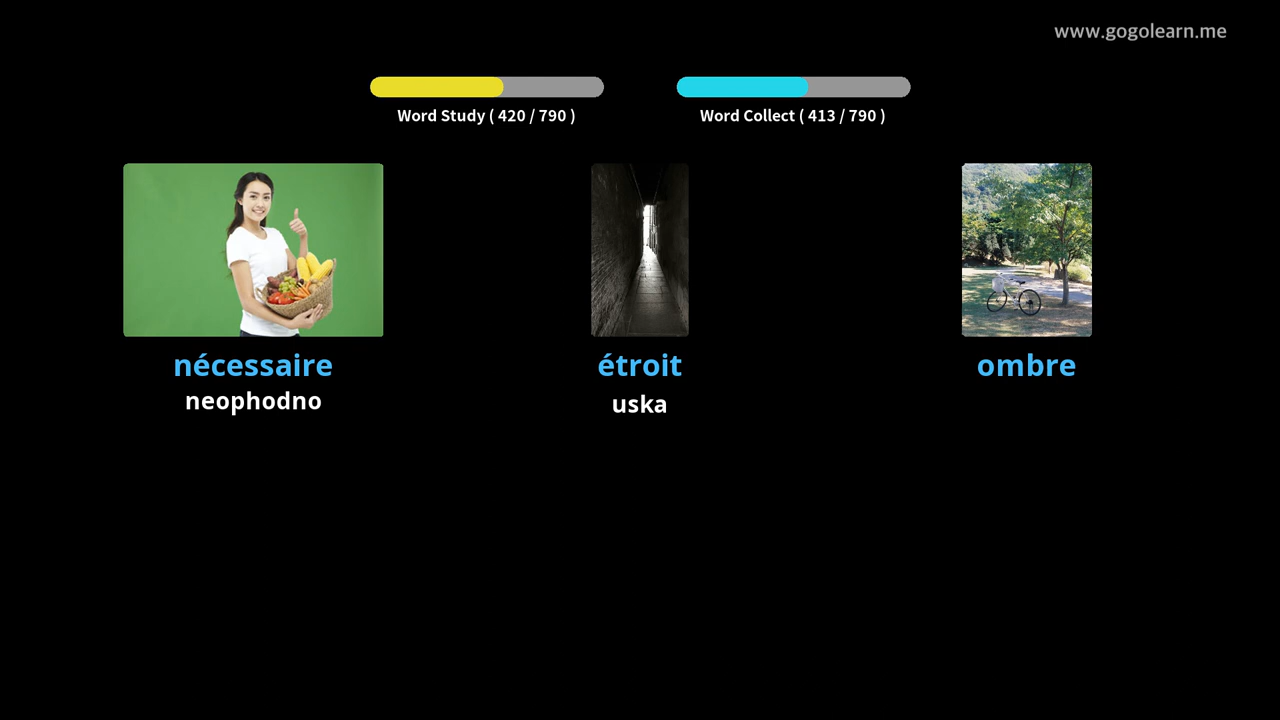 www.gogolearn.me
Word Study ( 420 / 790 )
Word Collect ( 413 / 790 )
nécessaire
neophodno
étroit
uska
ombre